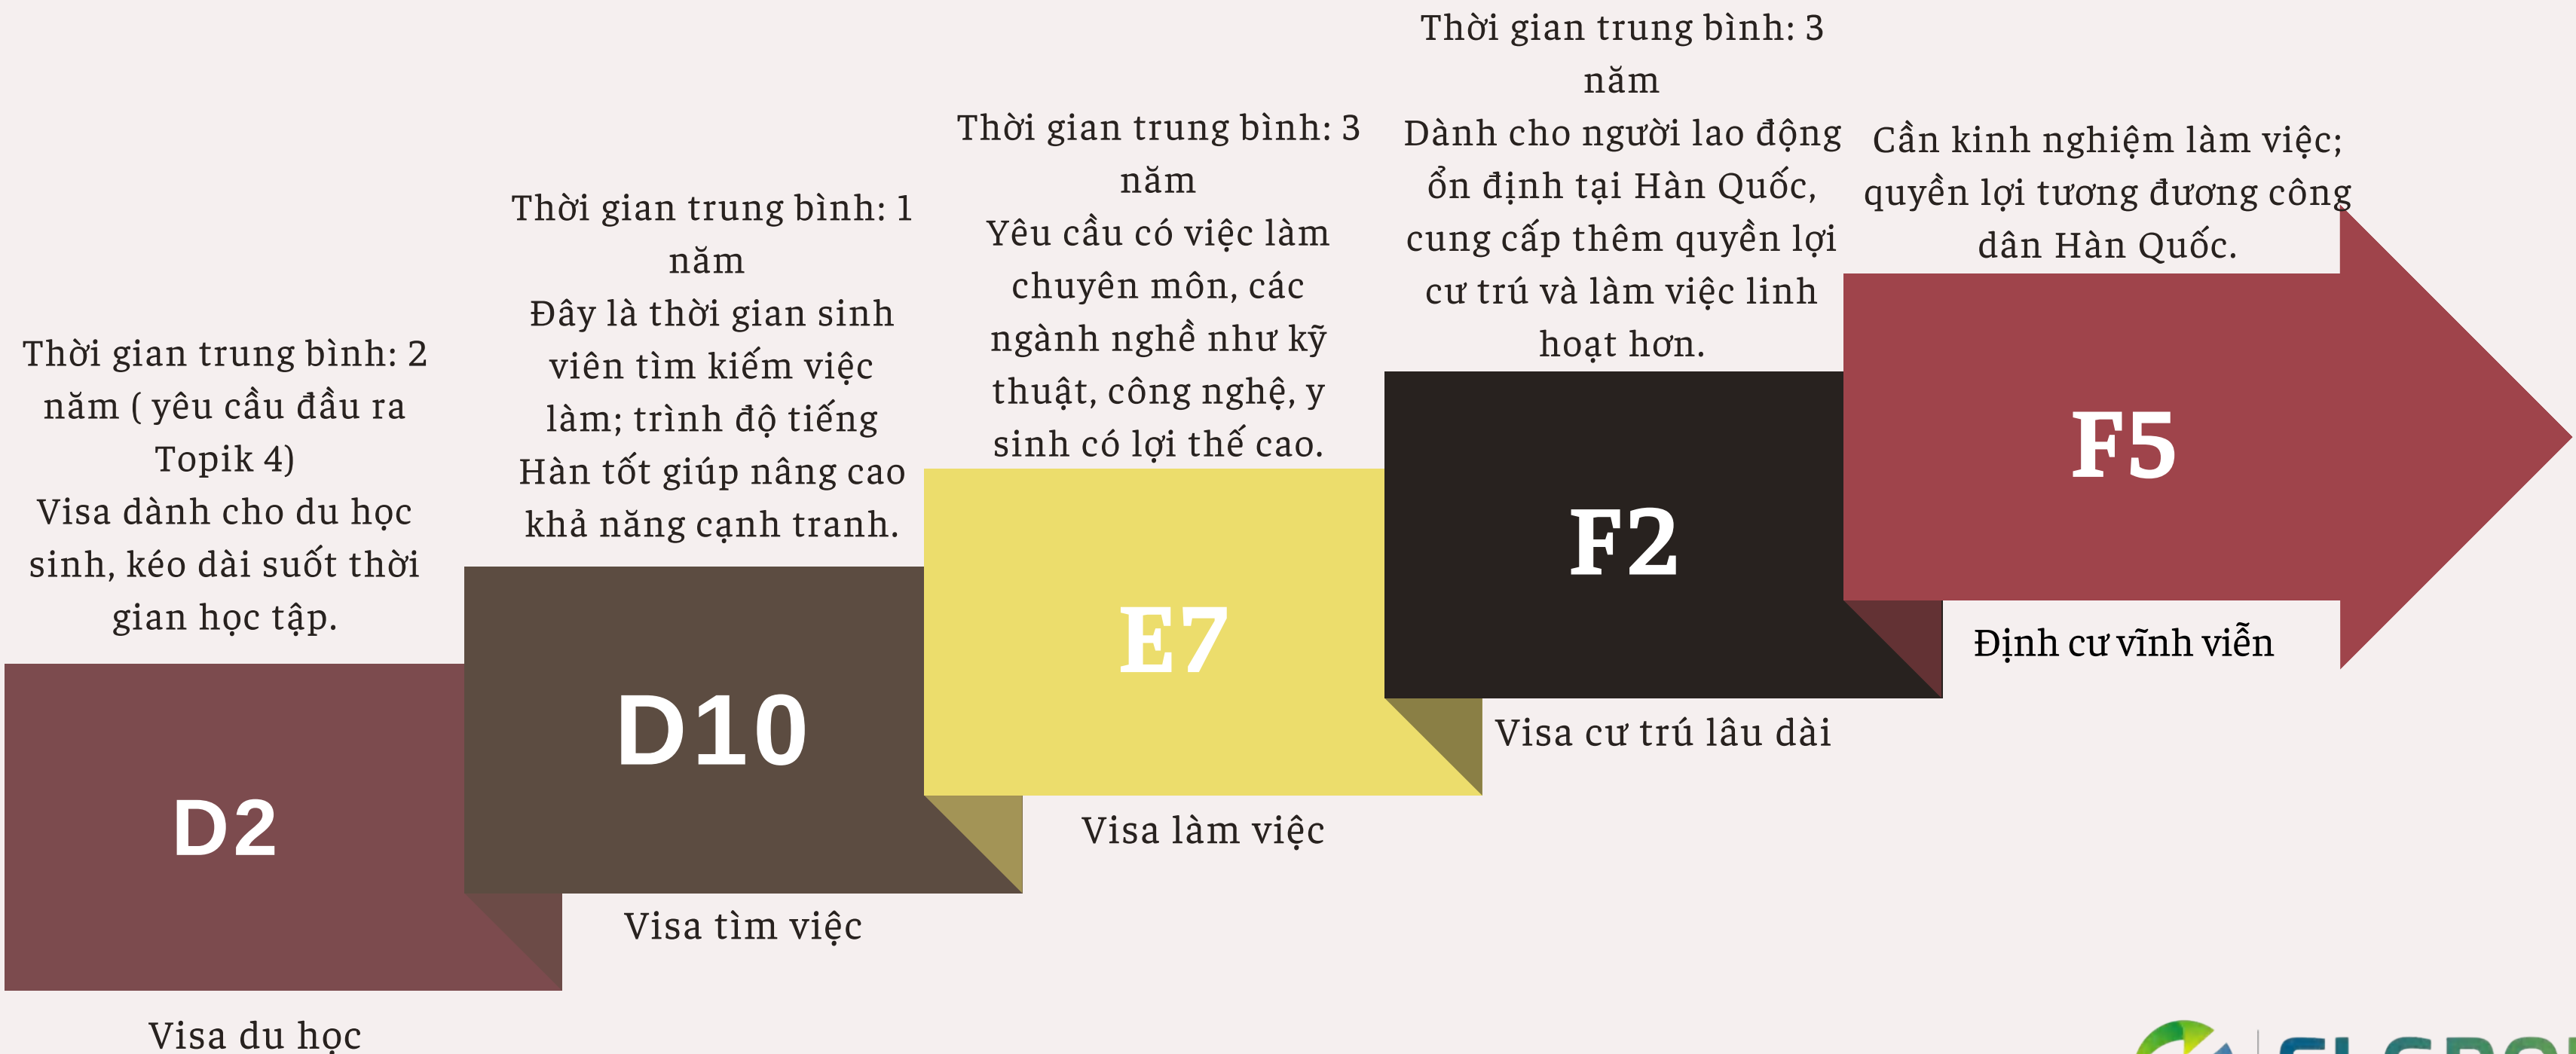 Thời gian trung bình: 2
năm ( yêu cầu đầu ra
Topik 4)
Visa dành cho du học
sinh, kéo dài suốt thời
gian học tập.
D2
Visa du học
Thời gian trung bình: 1
năm
Đây là thời gian sinh
viên tìm kiếm việc
làm; trình độ tiếng
Hàn tốt giúp nâng cao
khả năng cạnh tranh.
D10
Visa tìm việc
Thời gian trung bình: 3
năm
Yêu cầu có việc làm
chuyên môn, các
ngành nghề như kỹ
thuật, công nghệ, y
sinh có lợi thế cao.
E7
Visa làm việc
Thời gian trung bình: 3
năm
Dành cho người lao động
ổn định tại Hàn Quốc,
cung cấp thêm quyền lợi
cư trú và làm việc linh
hoạt hơn.
F2
Visa cư trú lâu dài
Cần kinh nghiệm làm việc;
quyền lợi tương đương công
dân Hàn Quốc.
F5
Định cư vĩnh viễn